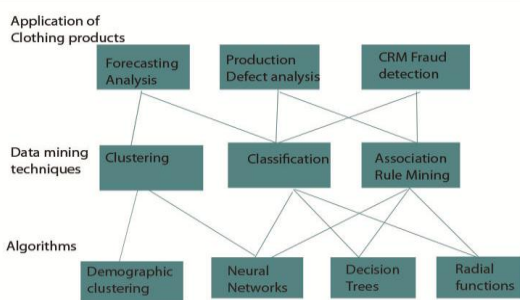 Application of
Clothing products
Forecasting
Analysis
Production
Defect analysis
CRM Fraud
detection
Data mining
techniques
Clustering
Classification
Association
Rule Mining
Algorithms
Demographic
clustering
Neural
Networks
Decision
Trees
Radial
functions